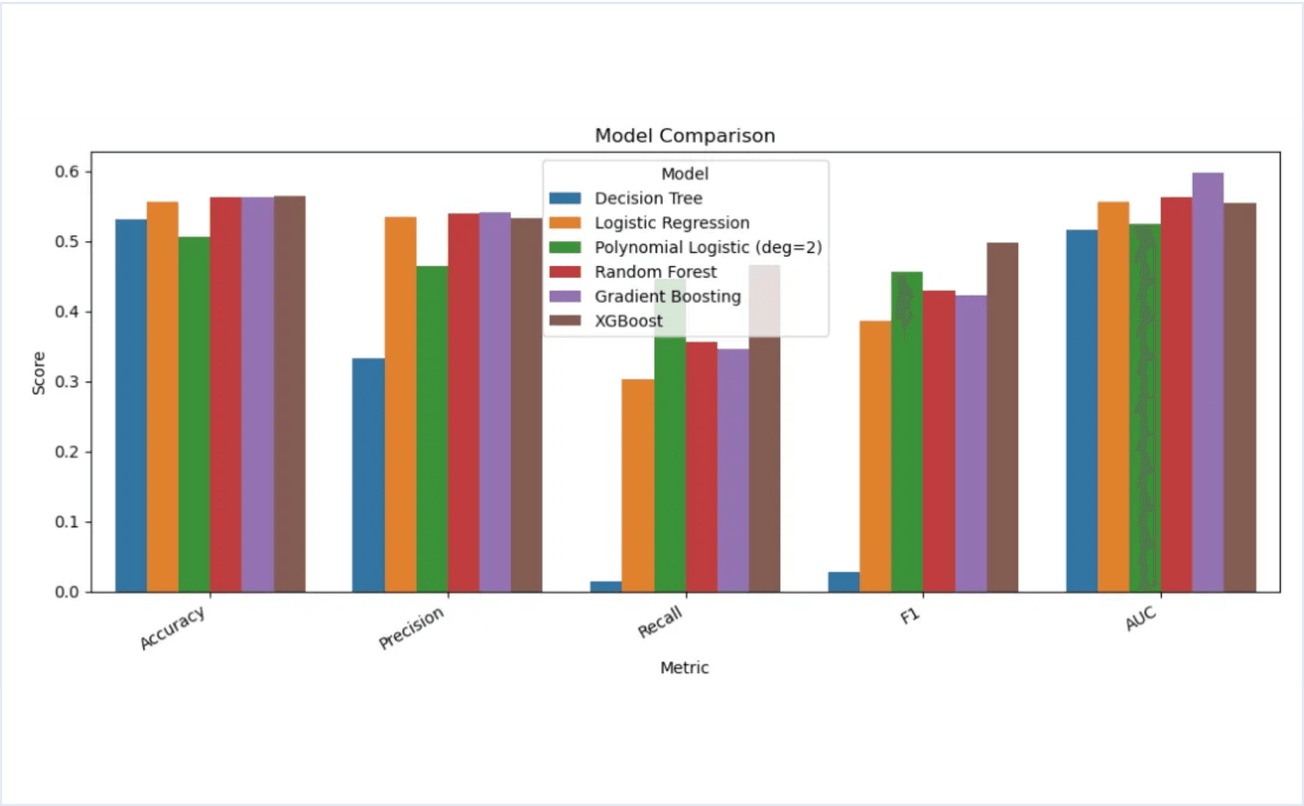 Model Comparison
0.6
0.5
0.4
0.3
0.2
0.1
0.0
Score
Model
Decision Tree
Logistic Regression
Polynomial Logistic (deg=2)
Random Forest
Gradient Boosting
XGBoost
Accuracy
Precision
Recall
F1
AUC
Metric